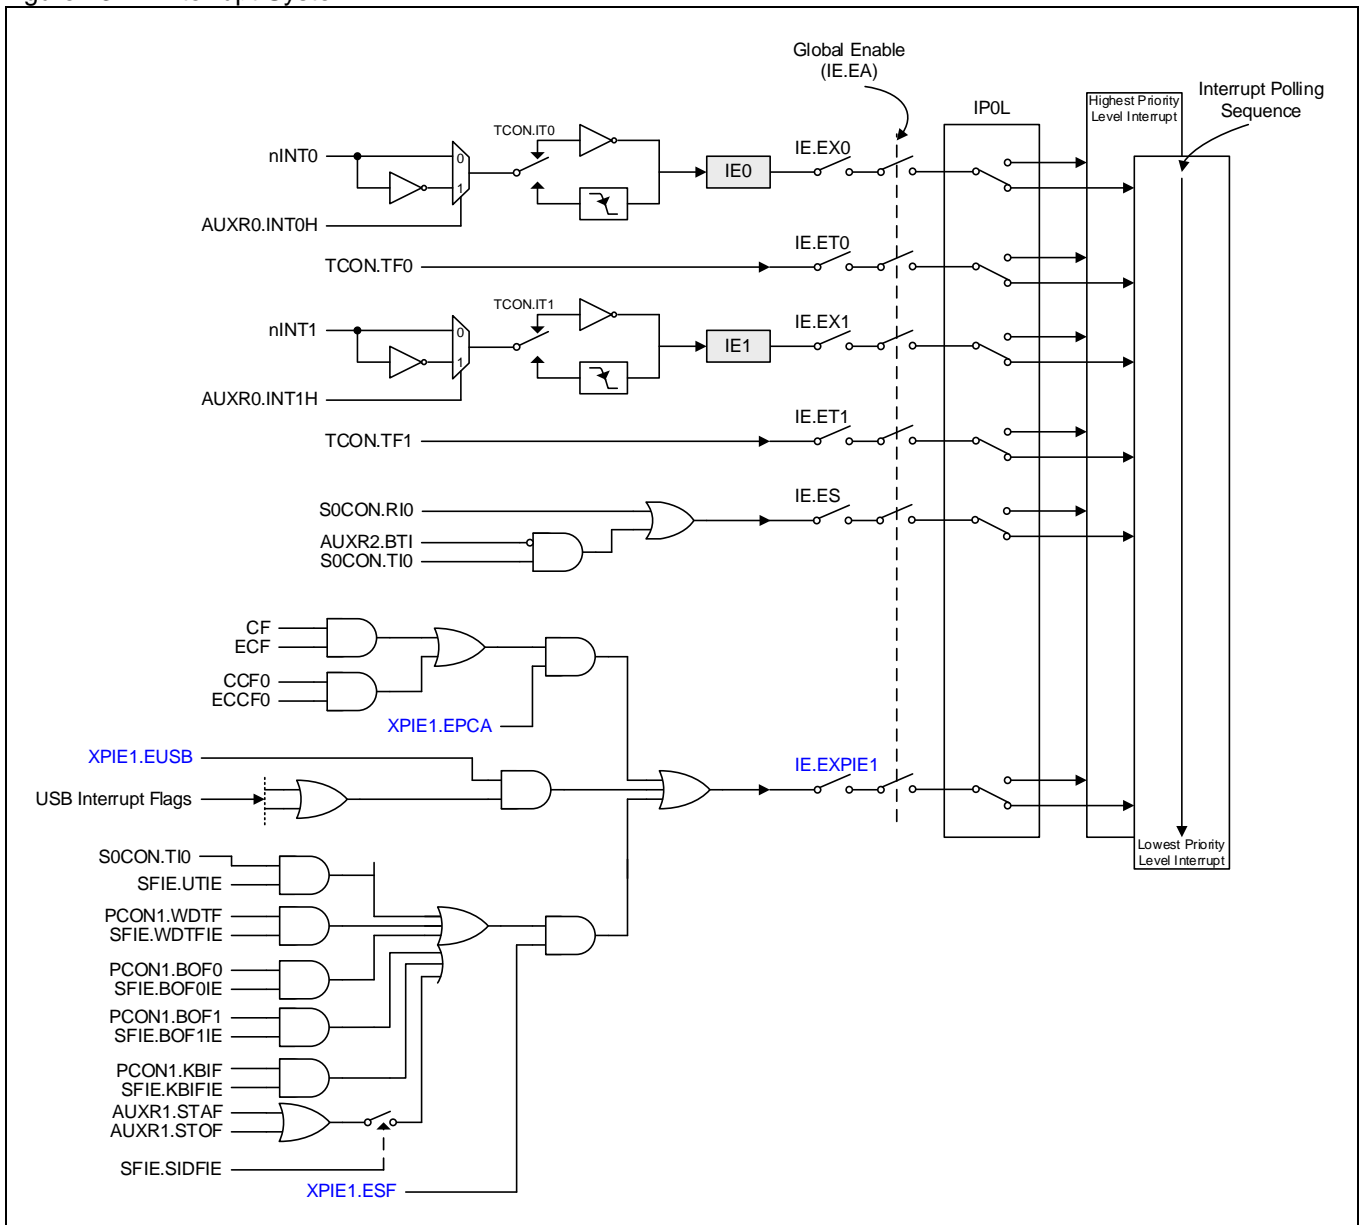 Global Enable
(IE.EA)
Interrupt Polling
Sequence
IP0L
Highest Priority
Level Interrupt
TCON.IT0
IE.EX0
nINT0
0
1
IE0
AUXR0.INT0H
IE.ET0
TCON.TF0
TCON.IT1
IE.EX1
nINT1
0
1
IE1
AUXR0.INT1H
IE.ET1
TCON.TF1
IE.ES
S0CON.RI0
AUXR2.BTI
S0CON.TI0
CF
ECF
CCF0
ECCF0
XPIE1.EPCA
XPIE1.EUSB
IE.EXPIE1
USB Interrupt Flags
Lowest Priority
Level Interrupt
S0CON.TI0
SFIE.UTIE
PCON1.WDTF
SFIE.WDTFIE
PCON1.BOF0
SFIE.BOF0IE
PCON1.BOF1
SFIE.BOF1IE
PCON1.KBIF
SFIE.KBIFIE
AUXR1.STAF
AUXR1.STOF
SFIE.SIDFIE
XPIE1.ESF